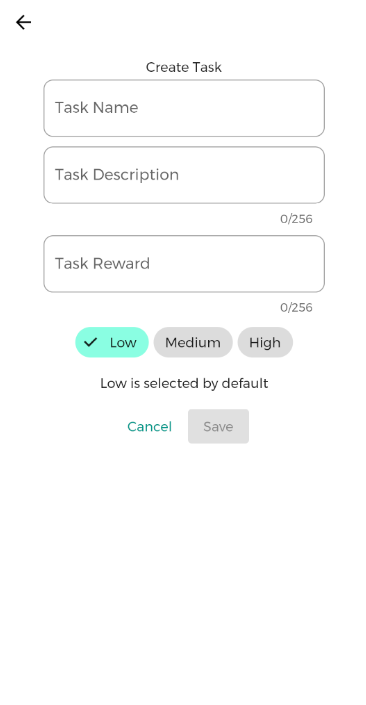 Create Task
Task Name
Task Description
0/256
Task Reward
0/256
Low Medium High
Low is selected by default
Cancel Save